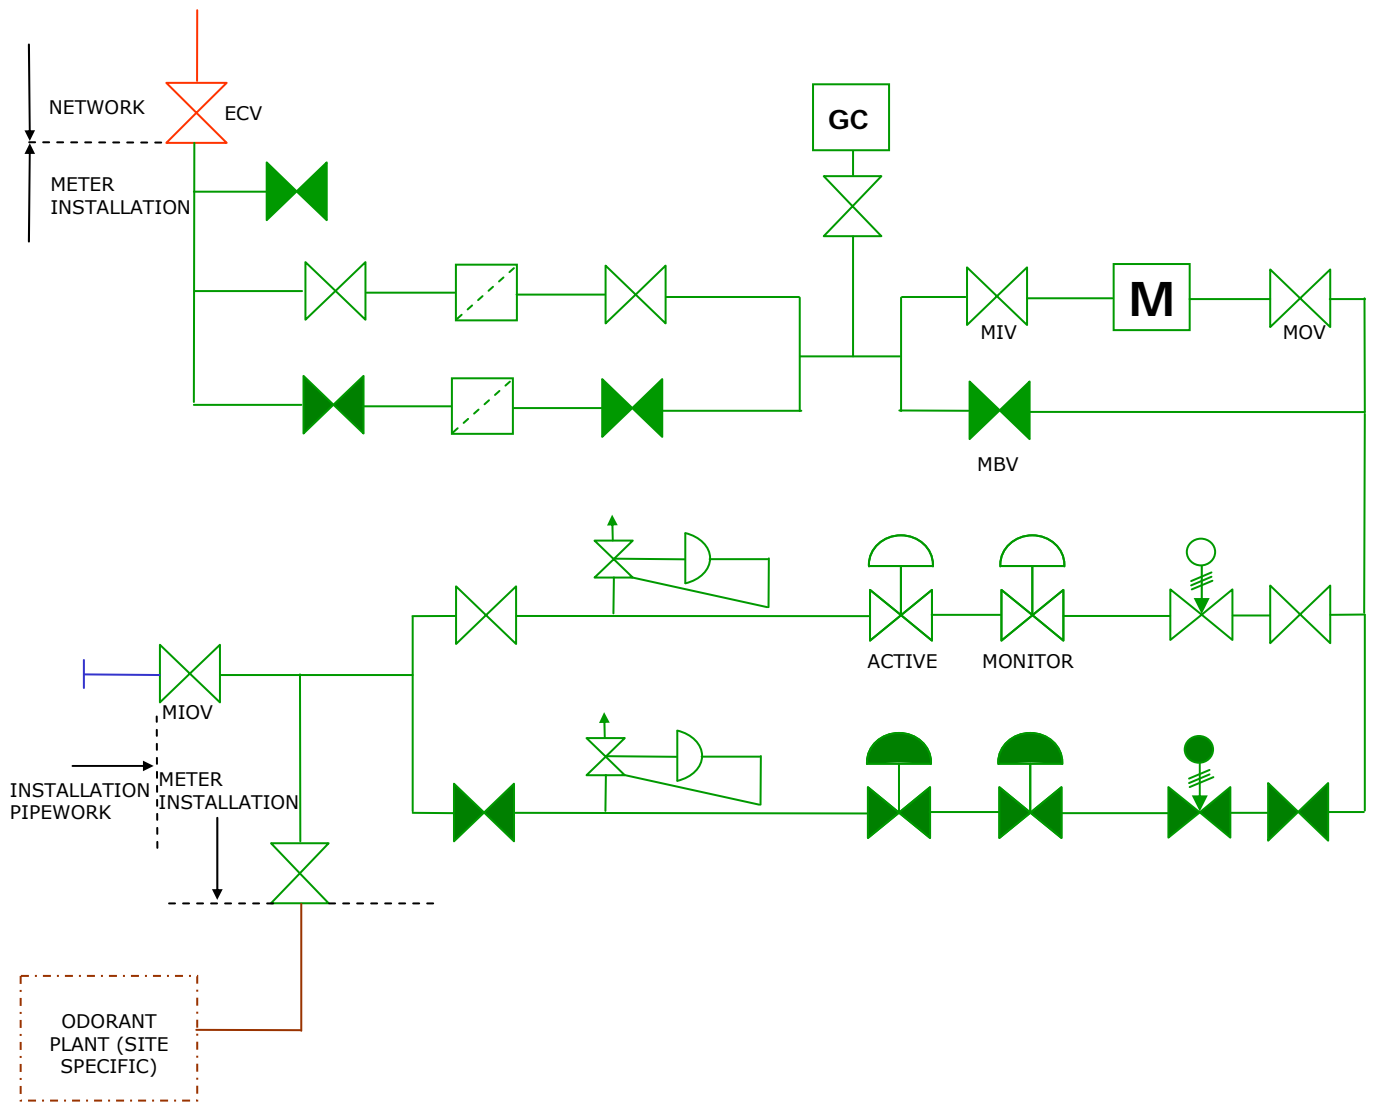 NETWORK
ECV
METER
INSTALLATION
GC
MIV
M
MOV
MBV
ACTIVE
MONITOR
MIOV
INSTALLATION
PIPEWORK
METER
INSTALLATION
ODORANT
PLANT (SITE
SPECIFIC)